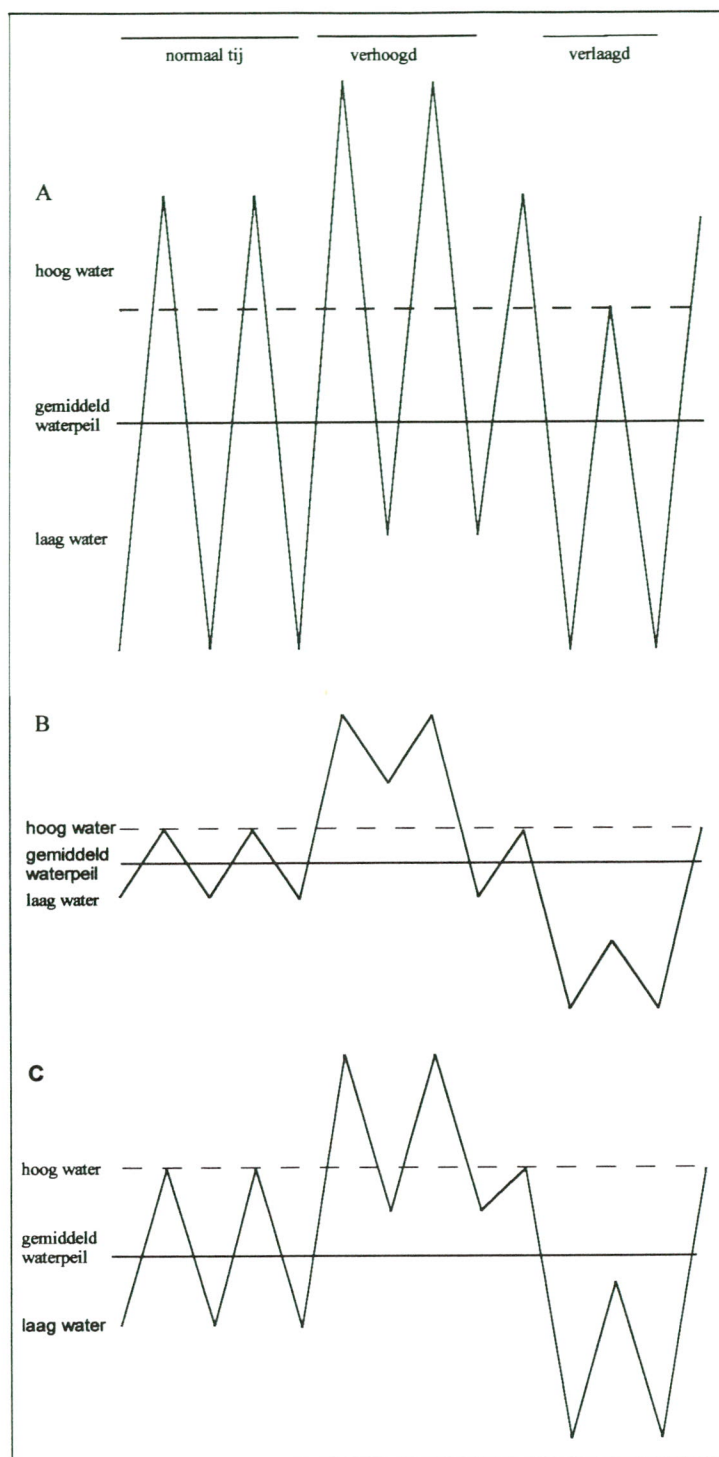 normaal tij verhoogd verlaagd
A
hoog water
gemiddeld
waterpeil
laag water
B
hoog water
gemiddeld
waterpeil
laag water
C
hoog water
gemiddeld
waterpeil
laag water